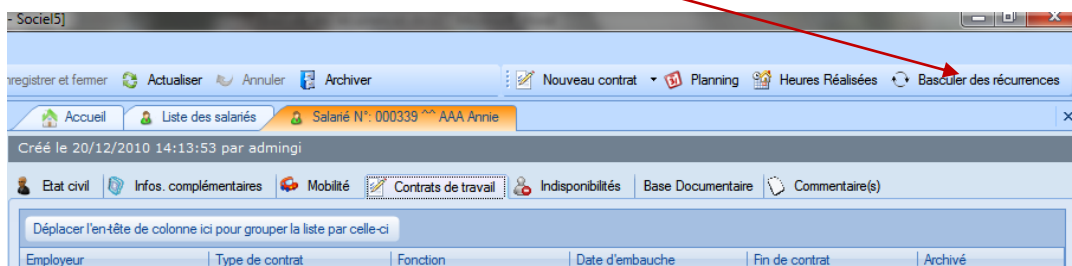 - Sociel5]
nregistrer et fermer Actualiser Annuler Archiver Nouveau contrat Planning Heures Réalisées Basculer des récurrences
Accueil Liste des salariés Salarié N°: 000339 ^^ AAA Annie
Créé le 20/12/2010 14:13:53 par admingi
Etat civil Infos. complémentaires Mobilité Contrats de travail Indisponibilités Base Documentaire Commentaire(s)
Déplacer l'en-tête de colonne ici pour grouper la liste par celle-ci
Employeur Type de contrat Fonction Date d'embauche Fin de contrat Archivé